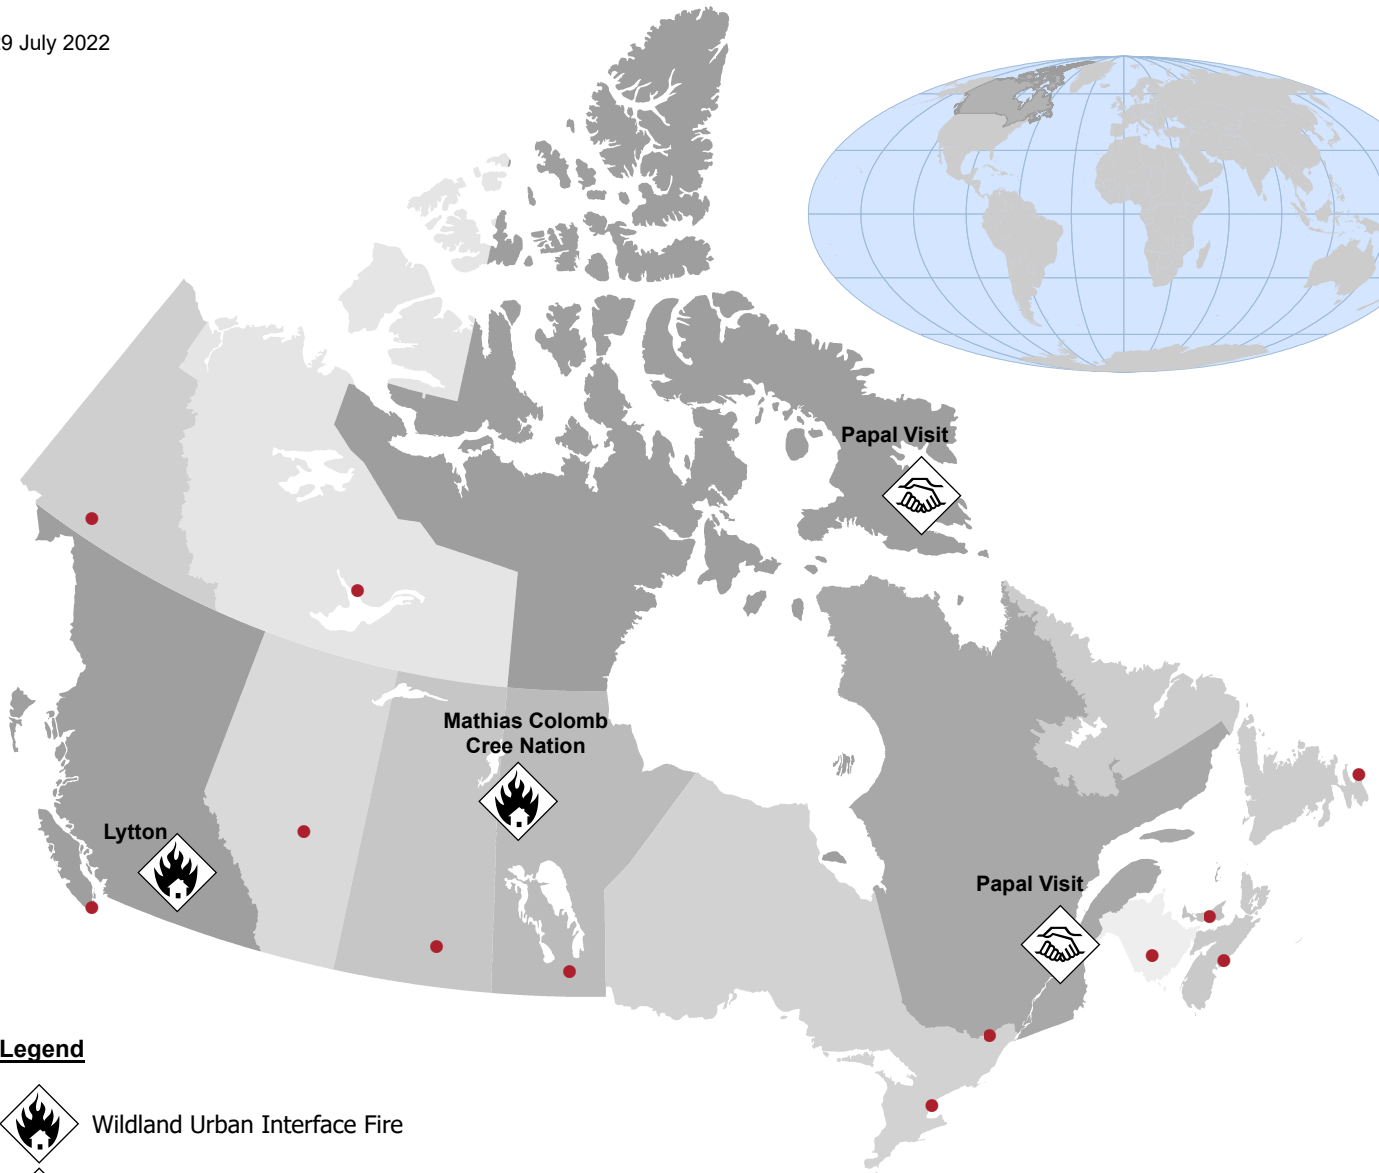 9 July 2022
Papal Visit
Mathias Colomb
Cree Nation
Lytton
Papal Visit
Legend
Wildland Urban Interface Fire